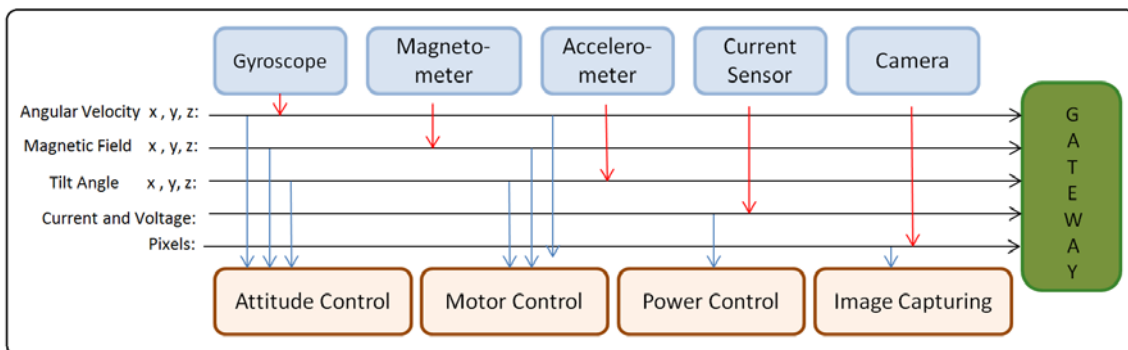 Gyroscope
Magneto-
meter
Accelero-
meter
Current
Sensor
Camera
Angular Velocity x , y, z:
Magnetic Field x, y, z:
Tilt Angle x , y, z:
Current and Voltage:
Pixels:
G
A
T
E
W
A
Y
Attitude Control
Motor Control
Power Control
Image Capturing